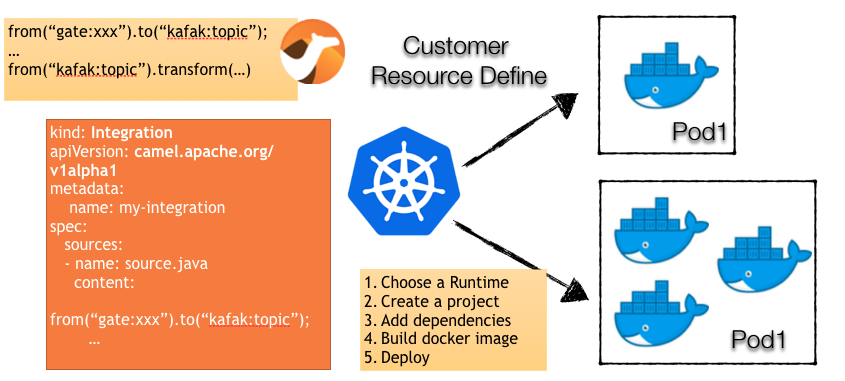 from(“gate:xxx”).to(“kafak:topic”);
…
from(“kafak:topic”).transform(…)
Customer
Resource Define
Pod1
kind: Integration
apiVersion: camel.apache.org/
v1alpha1
metadata:
name: my-integration
spec:
sources:
- name: source.java
content:
from(“gate:xxx”).to(“kafak:topic”);
…
1. Choose a Runtime
2. Create a project
3. Add dependencies
4. Build docker image
5. Deploy
Pod1